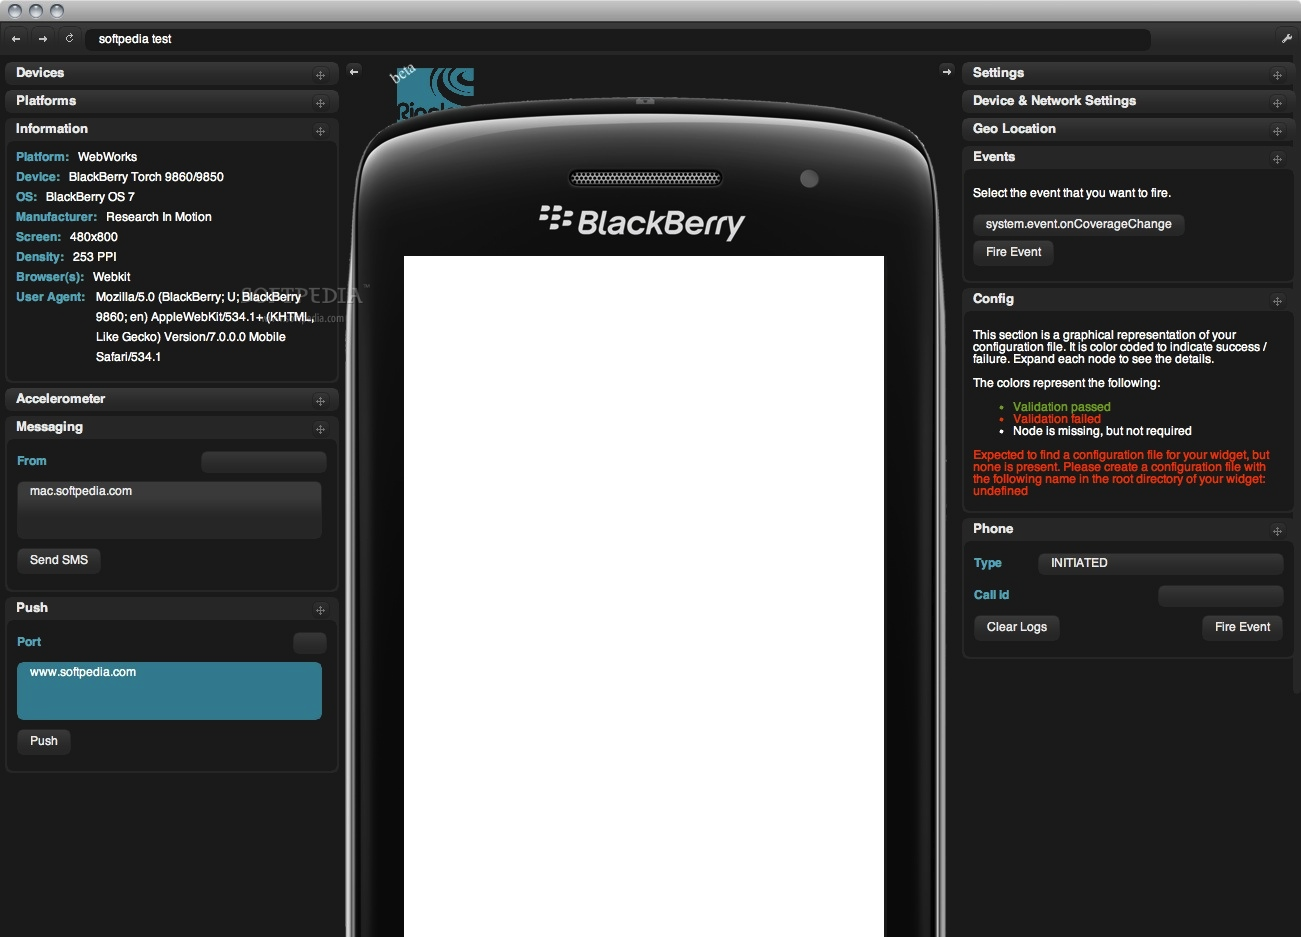 softpedia test
Devices
Platforms
Information
Platform: WebWorks
Device: BlackBerry Torch 9860/9850
OS: BlackBerry OS 7
Manufacturer: Research In Motion
Screen: 480x800
Density: 253 PPI
Browser(s): Webkit
User Agent: Mozilla/5.0 (BlackBerry; U; BlackBerry
9860; en) AppleWebKit/534.1+ (KHTML,
Like Gecko) Version/7.0.0.0 Mobile
Safari/534.1
SOFTPEDIA™
Accelerometer
Messaging
From
mac.softpedia.com
Send SMS
Push
Port
www.softpedia.com
Push
beta
BlackBerry
Settings
Device & Network Settings
Geo Location
Events
Select the event that you want to fire.
system.event.onCoverageChange
Fire Event
Config
This section is a graphical representation of your
configuration file. It is color coded to indicate success /
failure. Expand each node to see the details.
The colors represent the following:
• Validation passed
• Validation failed
• Node is missing, but not required
Expected to find a configuration file for your widget, but
none is present. Please create a configuration file with
the following name in the root directory of your widget:
undefined
Phone
Type INITIATED
Call id
Clear Logs Fire Event